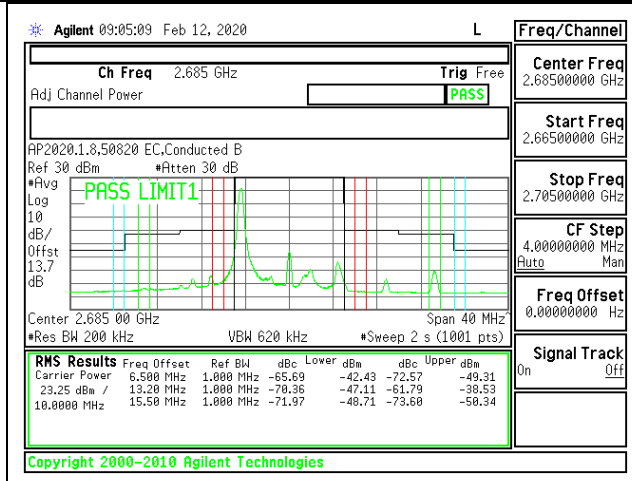 Agilent 09:05:09 Feb 12, 2020 L Freq/Channel
Ch Freq 2.685 GHz Trig Free
Adj Channel Power PASS
AP2020.1.8,50820 EC,Conducted B
Ref 30 dBm #Atten 30 dB
#Avg
Log
10
dB/
Offst
13.7
dB
PASS LIMIT1
Center 2.685 00 GHz Span 40 MHz
#Res BW 200 kHz VBW 620 kHz #Sweep 2 s (1001 pts)
RMS Results Freq Offset Ref BW dBc Lower dBm dBc Upper dBm
Carrier Power 6.500 MHz 1.000 MHz -65.69 -42.43 -72.57 -49.31
23.25 dBm / 13.20 MHz 1.000 MHz -70.36 -47.11 -61.79 -38.53
10.0000 MHz 15.50 MHz 1.000 MHz -71.97 -48.71 -73.60 -50.34
Copyright 2000-2010 Agilent Technologies
Center Freq
2.68500000 GHz
Start Freq
2.66500000 GHz
Stop Freq
2.70500000 GHz
CF Step
4.00000000 MHz
Auto Man
Freq Offset
0.00000000 Hz
Signal Track
On Off